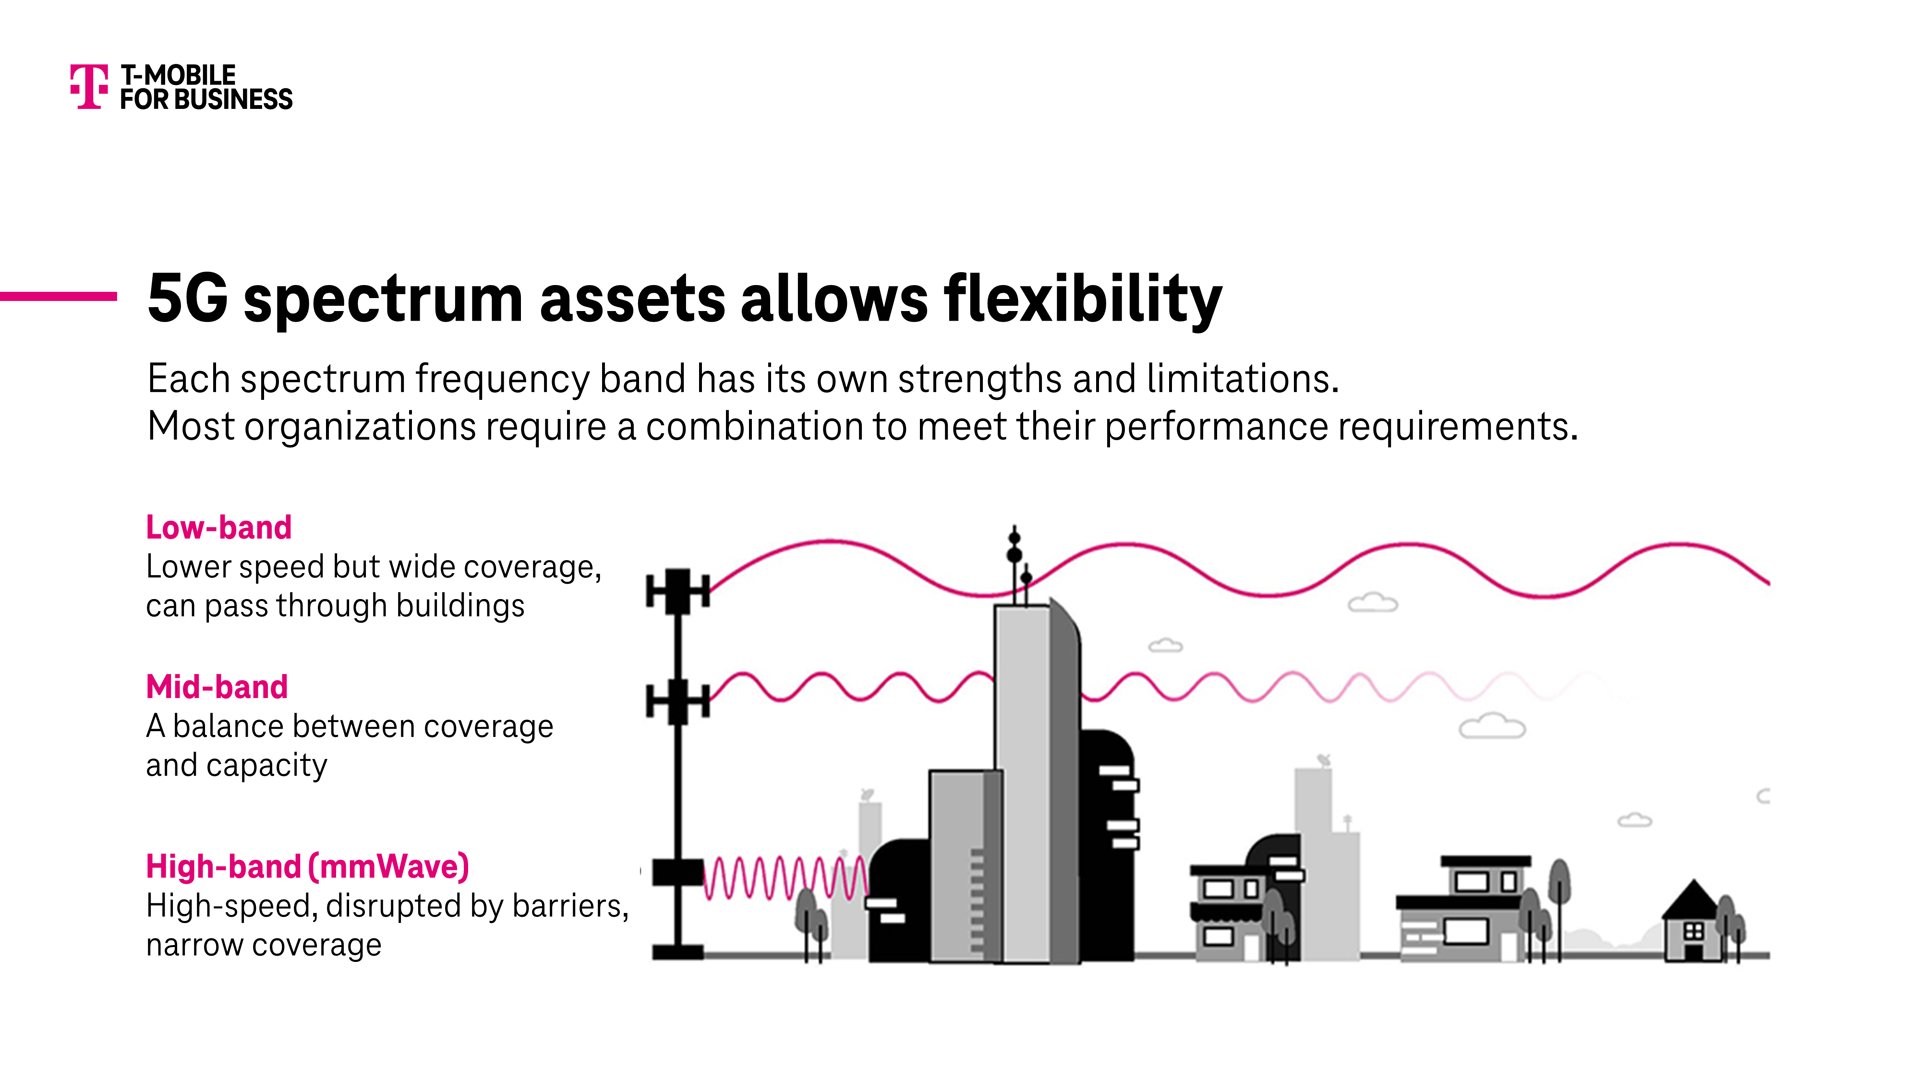 T-MOBILE
FOR BUSINESS
5G spectrum assets allows flexibility
Each spectrum frequency band has its own strengths and limitations.
Most organizations require a combination to meet their performance requirements.
Low-band
Lower speed but wide coverage,
can pass through buildings
Mid-band
A balance between coverage
and capacity
High-band (mmWave)
High-speed, disrupted by barriers,
narrow coverage